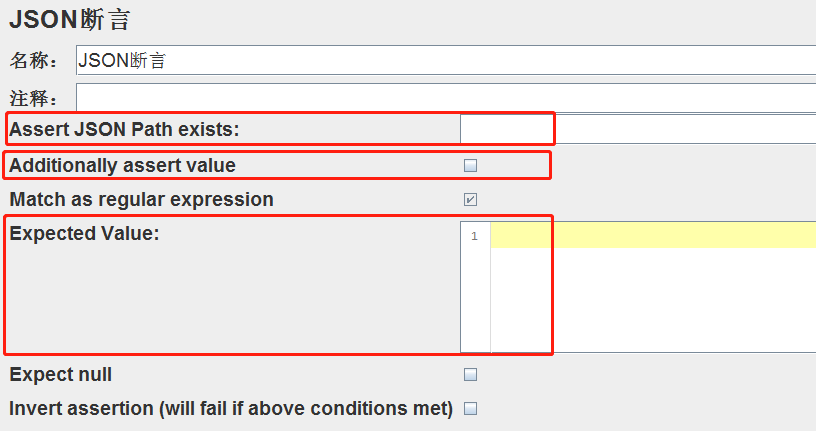 JSON断言
名称： JSON断言
注释：
Assert JSON Path exists:
Additionally assert value
Match as regular expression
Expected Value: 1
Expect null
Invert assertion (will fail if above conditions met)